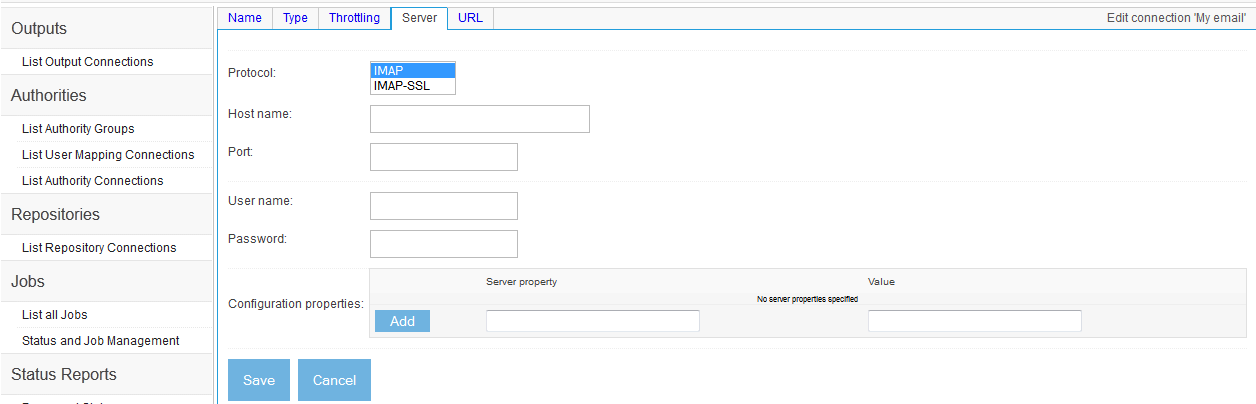 Outputs
List Output Connections
Authorities
List Authority Groups
List User Mapping Connections
List Authority Connections
Repositories
List Repository Connections
Jobs
List all Jobs
Status and Job Management
Status Reports
Name Type Throttling Server URL Edit connection 'My email'
Protocol:
IMAP
IMAP-SSL
Host name:
Port:
User name:
Password:
Configuration properties:
Server property Value
No server properties specified
Add
Save Cancel